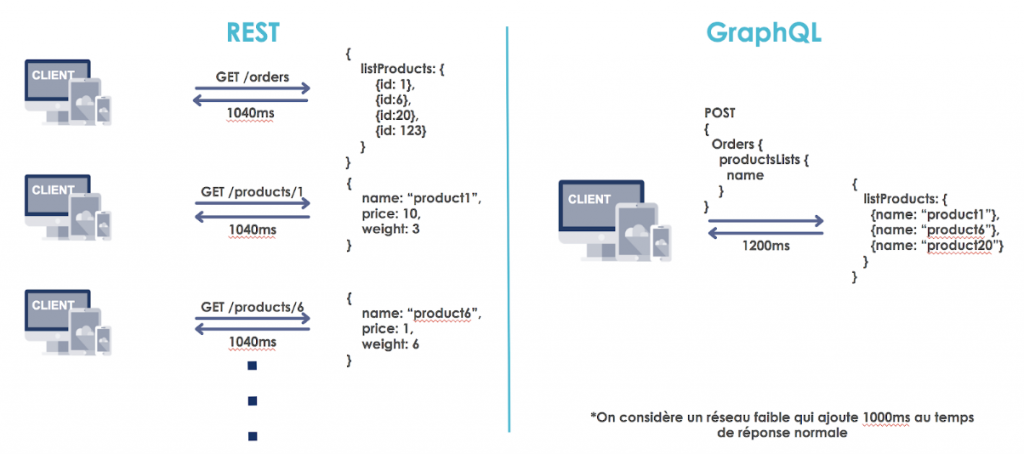 REST
CLIENT
GET /orders
1040ms
{
listProducts: {
{id: 1},
{id:6},
{id:20},
{id: 123}
}
}
CLIENT
GET /products/1
1040ms
{
name: “product1”,
price: 10,
weight: 3
}
CLIENT
GET /products/6
1040ms
{
name: “product6”,
price: 1,
weight: 6
}
GraphQL
CLIENT
POST
{
Orders {
productsLists {
name
}
}
1200ms
{
listProducts: {
{name: “product1”},
{name: “product6”},
{name: “product20”}
}
}
*On considère un réseau faible qui ajoute 1000ms au temps
de réponse normale